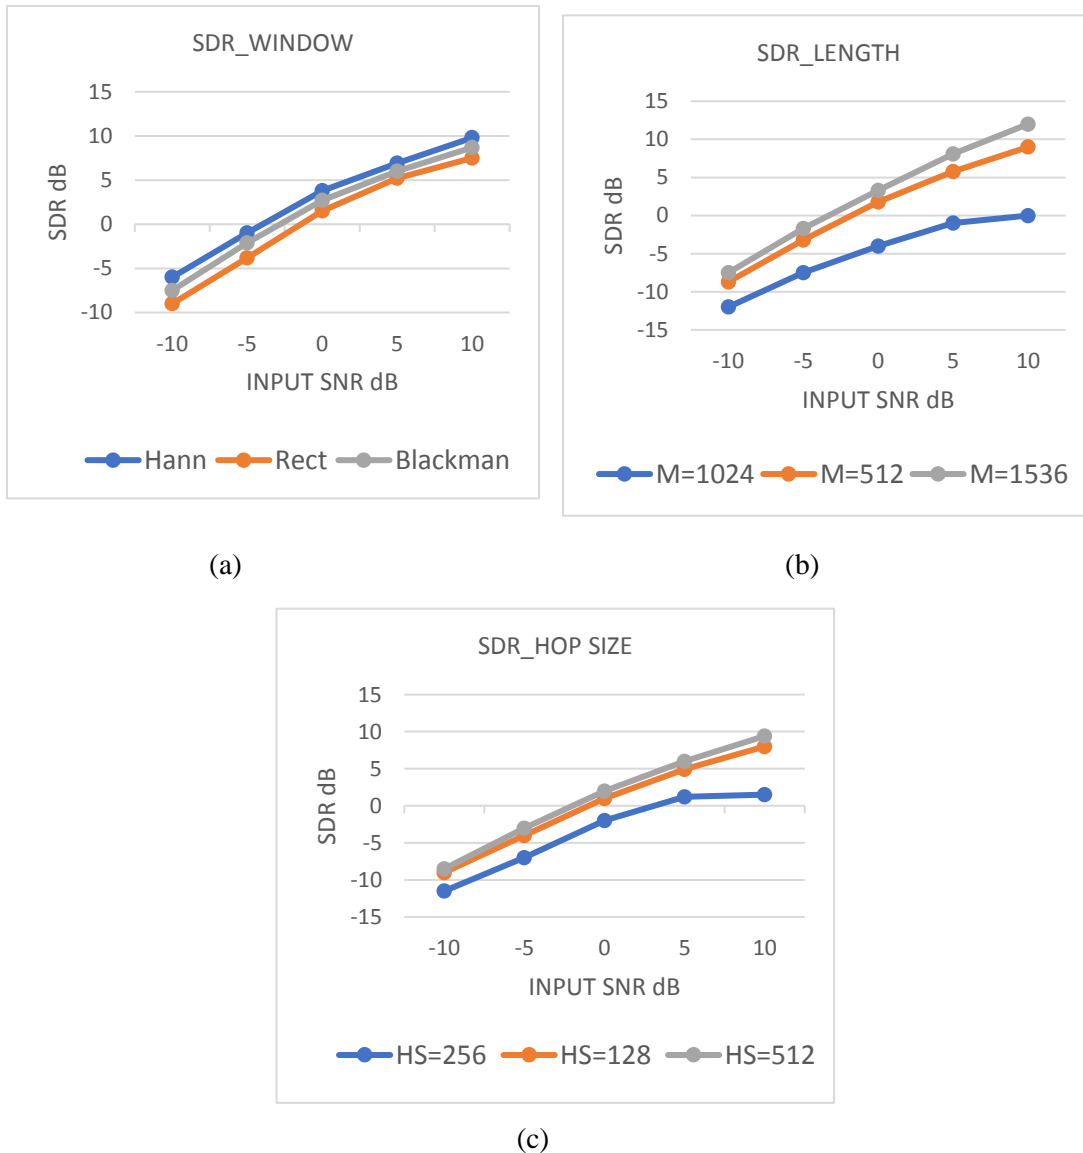 SDR_WINDOW
15
10
5
0
-5
-10
SDR dB
-10 -5 0 5 10
INPUT SNR dB
Hann Rect Blackman
(a)
SDR_LENGTH
15
10
5
0
-5
-10
-15
SDR dB
-10 -5 0 5 10
INPUT SNR dB
M=1024 M=512 M=1536
(b)
SDR_HOP SIZE
15
10
5
0
-5
-10
-15
SDR dB
-10 -5 0 5 10
INPUT SNR dB
HS=256 HS=128 HS=512
(c)